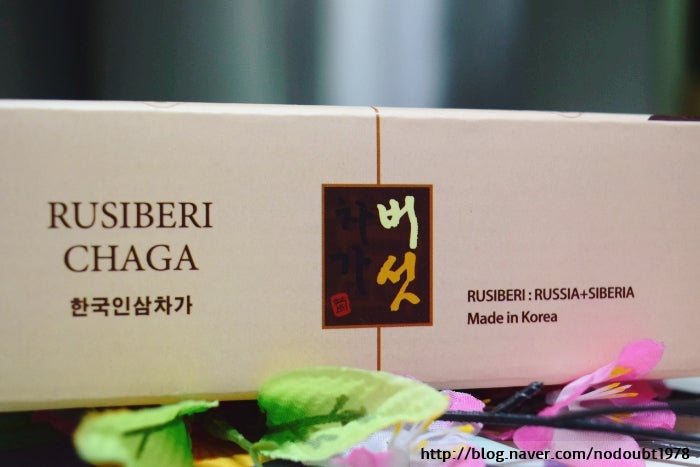 RUSIBERI
CHAGA
한국인삼차가
차가
버섯
RUSIBERI : RUSSIA+SIBERIA
Made in Korea
http://blog.naver.com/nodoubt1978